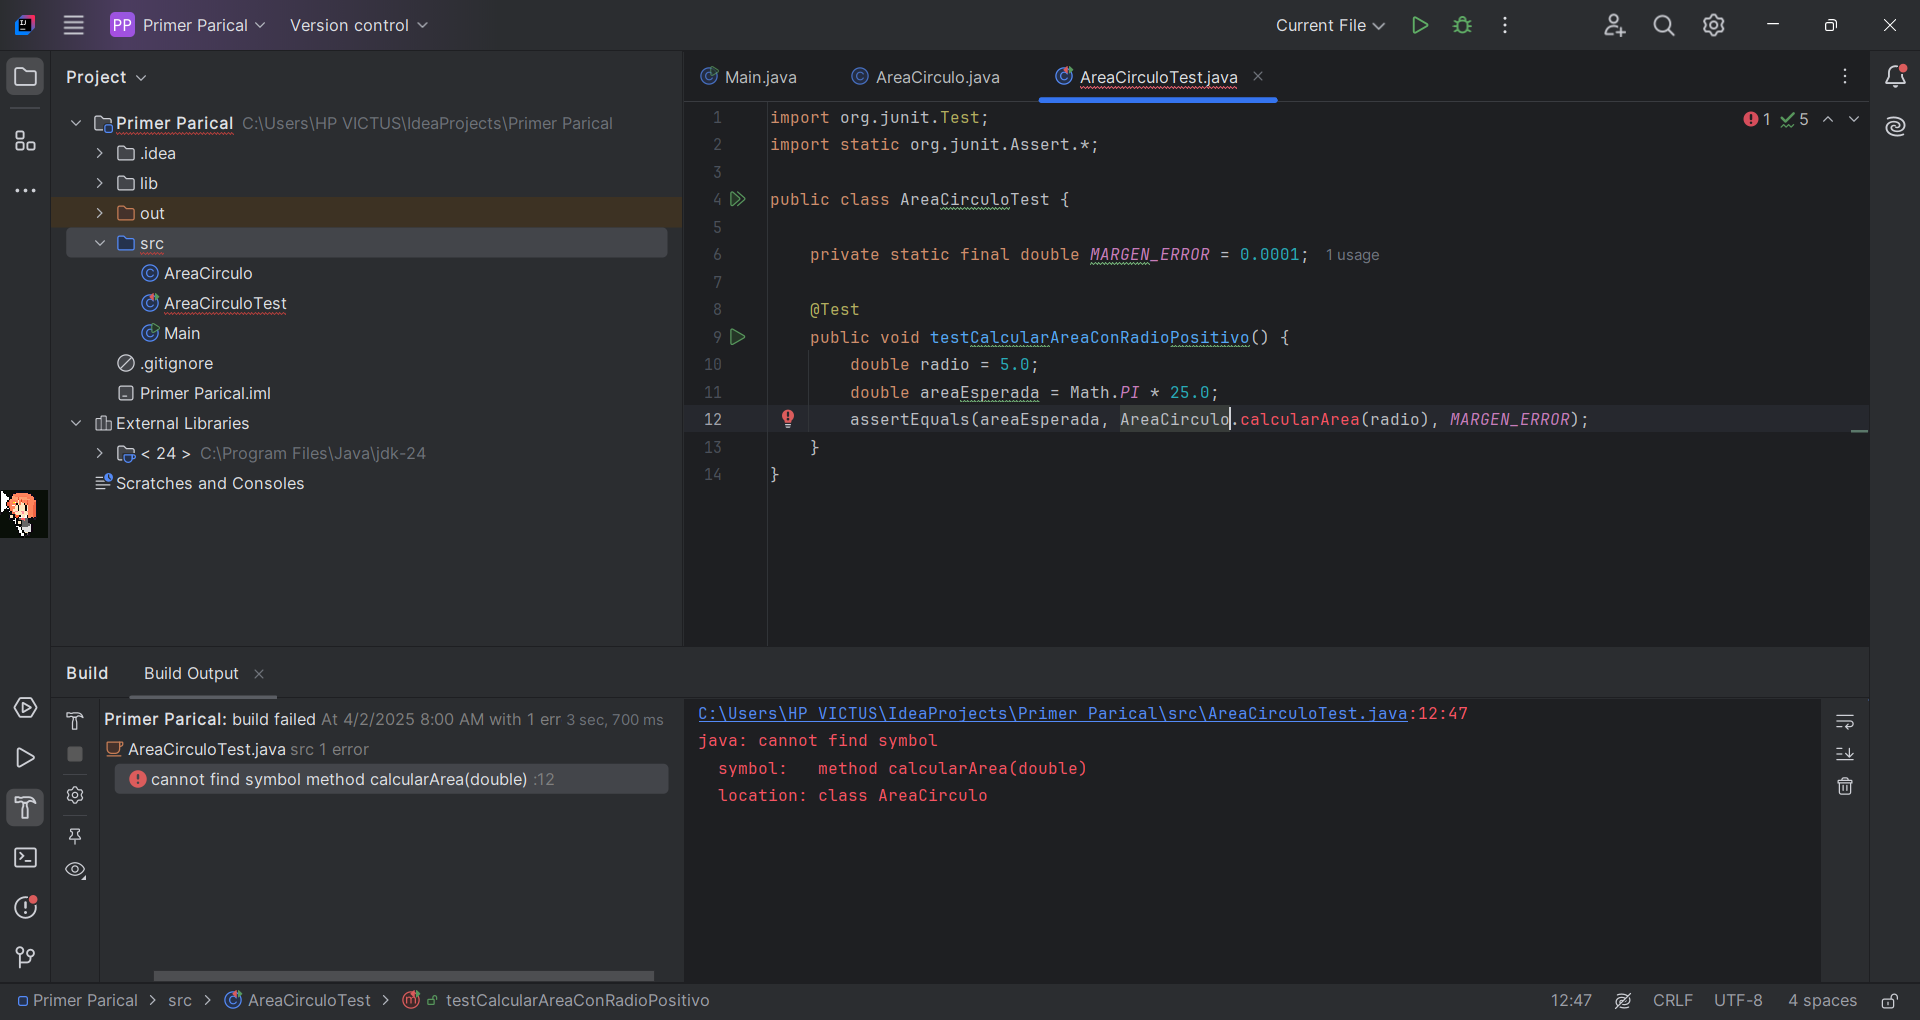 PP Primer Parical Version control Current File
Project
Main.java AreaCirculo.java AreaCirculoTest.java
Primer Parical C:\Users\HP VICTUS\IdeaProjects\Primer Parical
.idea
lib
out
src
AreaCirculo
AreaCirculoTest
Main
.gitignore
Primer Parical.iml
External Libraries
< 24 > C:\Program Files\Java\jdk-24
Scratches and Consoles
1 5
1 import org.junit.Test;
2 import static org.junit.Assert.*;
3
4 public class AreaCirculoTest {
5
6 private static final double MARGEN_ERROR = 0.0001; 1 usage
7
8 @Test
9 public void testCalcularAreaConRadioPositivo() {
10 double radio = 5.0;
11 double areaEsperada = Math.PI * 25.0;
12 assertEquals(areaEsperada, AreaCirculo.calcularArea(radio), MARGEN_ERROR);
13 }
14 }
Build Build Output
Primer Parical: build failed At 4/2/2025 8:00 AM with 1 err 3 sec, 700 ms
AreaCirculoTest.java src 1 error
cannot find symbol method calcularArea(double) :12
C:\Users\HP VICTUS\IdeaProjects\Primer Parical\src\AreaCirculoTest.java:12:47
java: cannot find symbol
symbol: method calcularArea(double)
location: class AreaCirculo
Primer Parical > src > AreaCirculoTest > testCalcularAreaConRadioPositivo
12:47 CRLF UTF-8 4 spaces